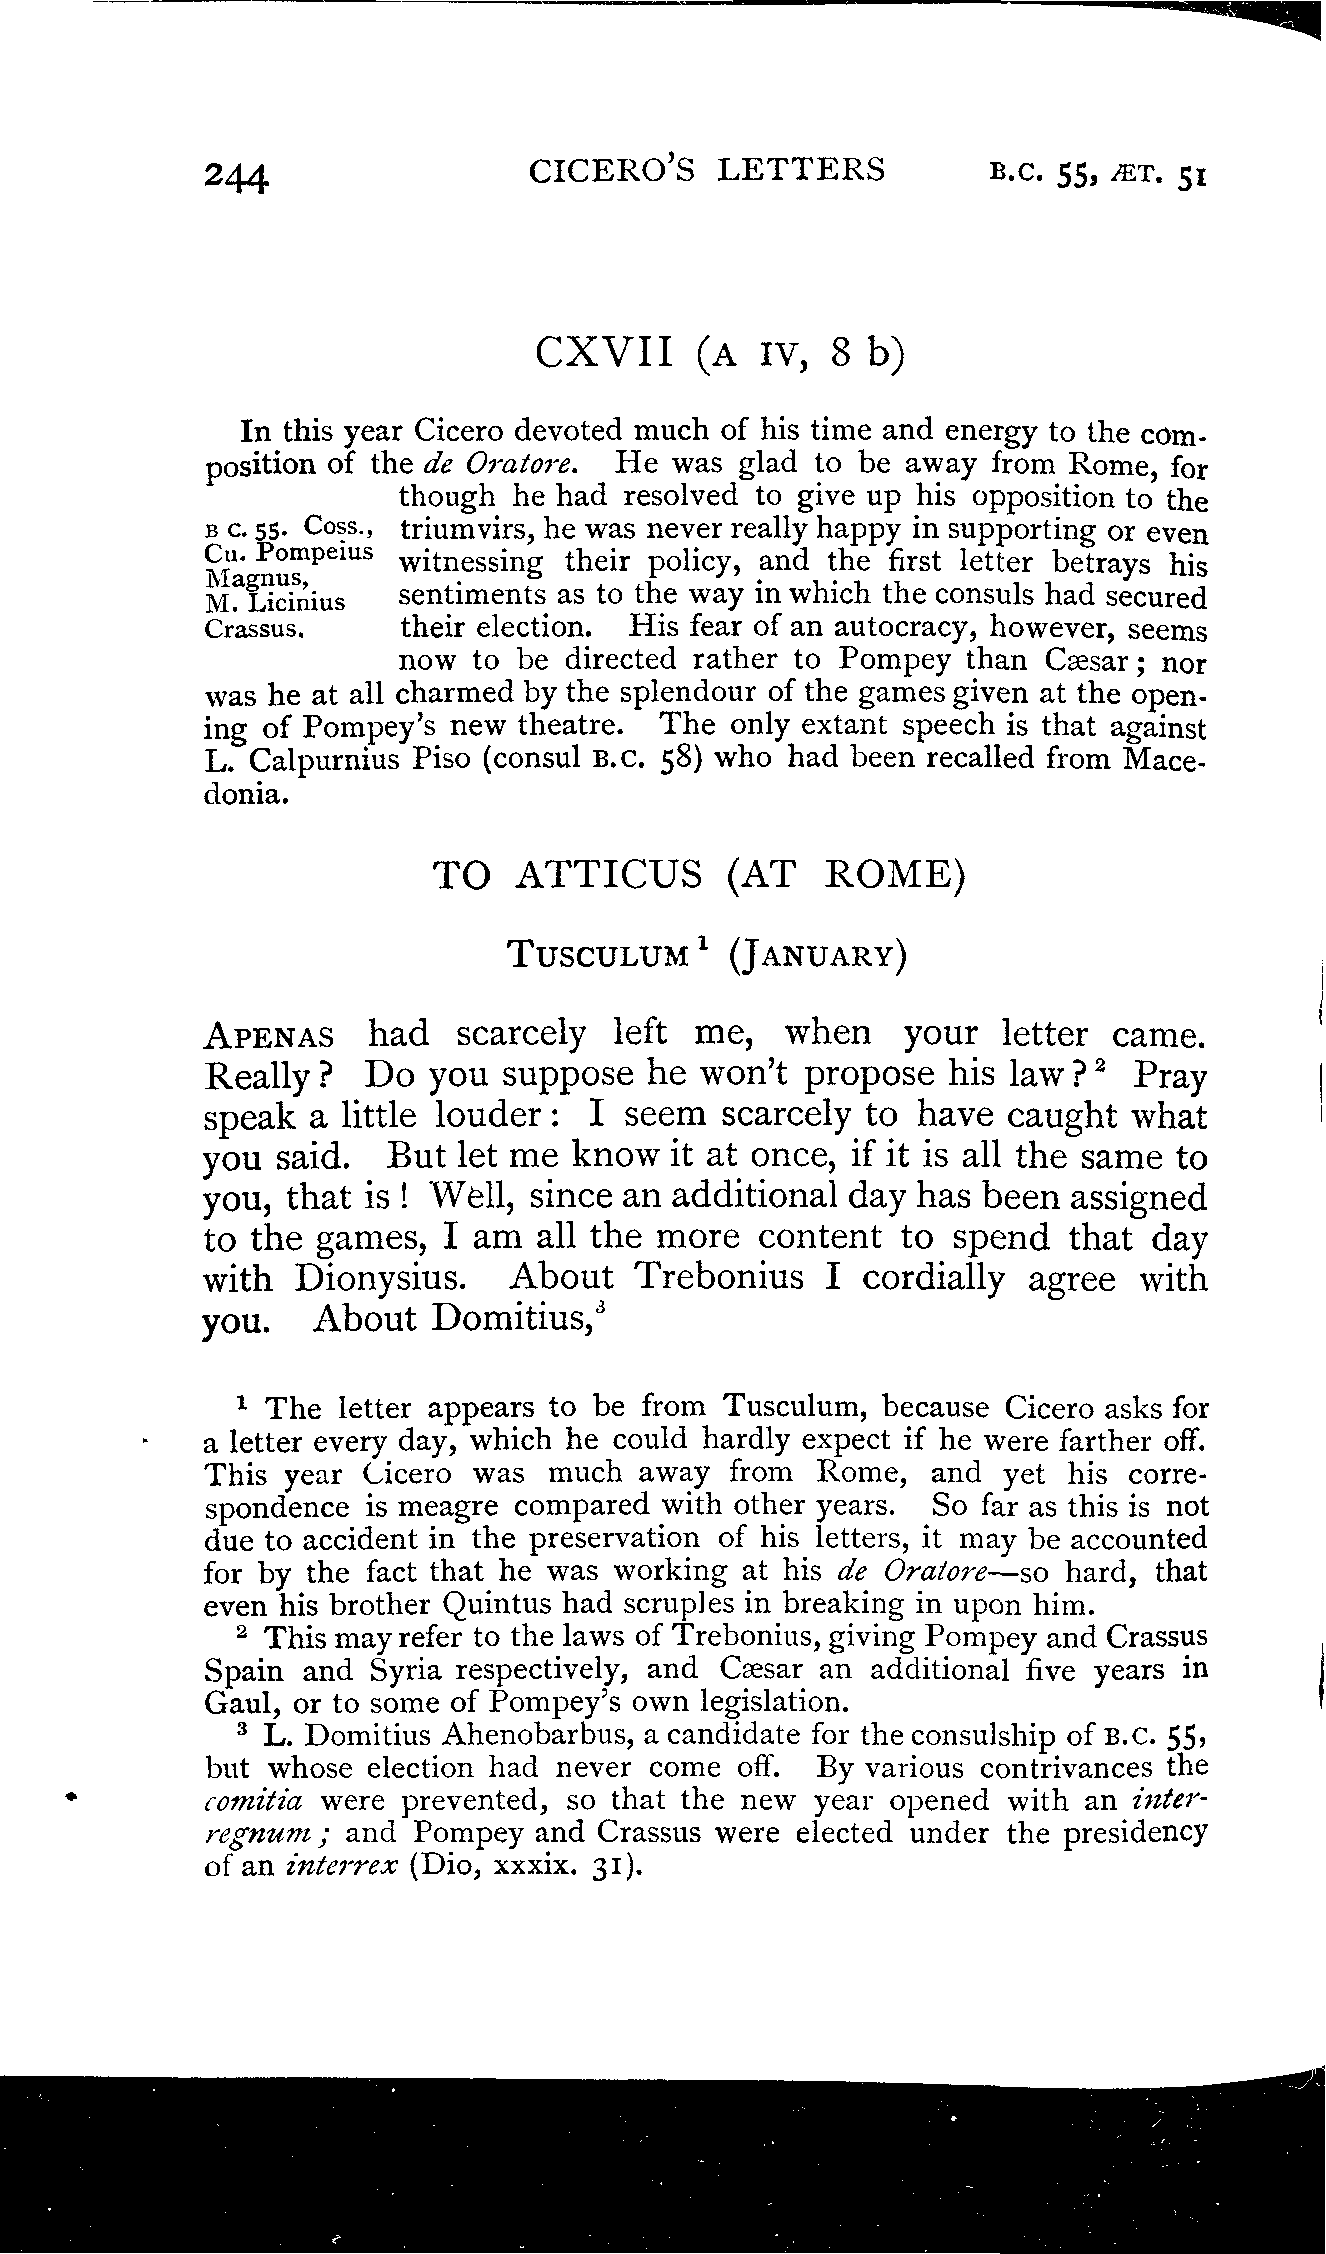 244 CICERO'S LETTERS B.C. 55, ÆT. 51
CXVII (A IV, 8 b)
In this year Cicero devoted much of his time and energy to the com-
position of the de Oratore. He was glad to be away from Rome, for
though he had resolved to give up his opposition to the
triumvirs, he was never really happy in supporting or even
witnessing their policy, and the first letter betrays his
sentiments as to the way in which the consuls had secured
their election. His fear of an autocracy, however, seems
now to be directed rather to Pompey than Cæsar; nor
B C. 55. Coss.,
Cn. Pompeius
Magnus,
M. Licinius
Crassus.
was he at all charmed by the splendour of the games given at the open-
ing of Pompey's new theatre. The only extant speech is that against
L. Calpurnius Piso (consul B.C. 58) who had been recalled from Mace-
donia.
TO ATTICUS (AT ROME)
TUSCULUM ¹ (JANUARY)
APENAS had scarcely left me, when your letter came.
Really? Do you suppose he won't propose his law?² Pray
speak a little louder: I seem scarcely to have caught what
you said. But let me know it at once, if it is all the same to
you, that is! Well, since an additional day has been assigned
to the games, I am all the more content to spend that day
with Dionysius. About Trebonius I cordially agree with
you. About Domitius,³
¹ The letter appears to be from Tusculum, because Cicero asks for
a letter every day, which he could hardly expect if he were farther off.
This year Cicero was much away from Rome, and yet his corre-
spondence is meagre compared with other years. So far as this is not
due to accident in the preservation of his letters, it may be accounted
for by the fact that he was working at his de Oratore—so hard, that
even his brother Quintus had scruples in breaking in upon him.
² This may refer to the laws of Trebonius, giving Pompey and Crassus
Spain and Syria respectively, and Cæsar an additional five years in
Gaul, or to some of Pompey's own legislation.
³ L. Domitius Ahenobarbus, a candidate for the consulship of B.C. 55,
but whose election had never come off. By various contrivances the
comitia were prevented, so that the new year opened with an inter-
regnum; and Pompey and Crassus were elected under the presidency
of an interrex (Dio, xxxix. 31).